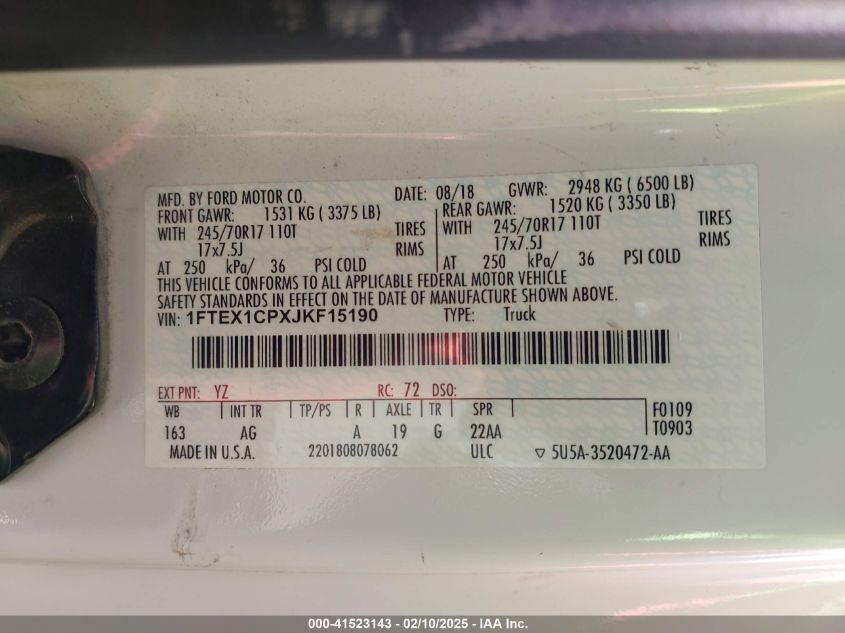 MFD. BY FORD MOTOR CO. DATE: 08/18 GVWR: 2948 KG ( 6500 LB)
FRONT GAWR: 1531 KG ( 3375 LB) REAR GAWR: 1520 KG ( 3350 LB)
WITH 245/70R17 110T TIRES WITH 245/70R17 110T TIRES
17x7.5J RIMS 17x7.5J RIMS
AT 250 kPa/ 36 PSI COLD AT 250 kPa/ 36 PSI COLD
THIS VEHICLE CONFORMS TO ALL APPLICABLE FEDERAL MOTOR VEHICLE
SAFETY STANDARDS IN EFFECT ON THE DATE OF MANUFACTURE SHOWN ABOVE.
VIN: 1FTEX1CPXJKF15190 TYPE: Truck
EXT PNT: YZ RC: 72 DSO:
WB INT TR TP/PS R AXLE TR SPR F0109
163 AG A 19 G 22AA T0903
MADE IN U.S.A. 2201808078062 ULC ▽ 5U5A-3520472-AA
000-41523143 - 02/10/2025 - IAA Inc.